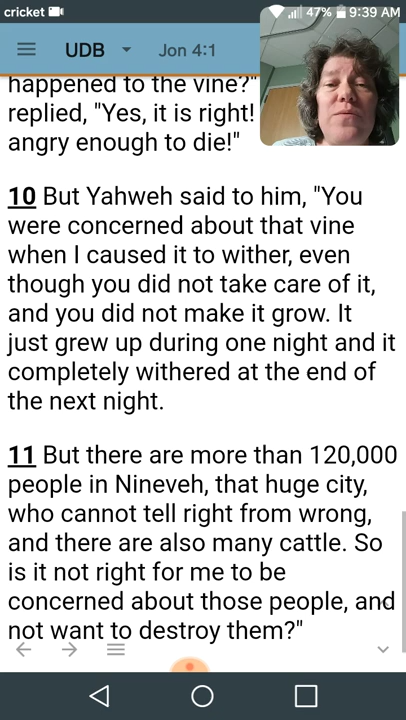 cricket 47% 9:39 AM
UDB Jon 4:1
happened to the vine?"
replied, "Yes, it is right!
angry enough to die!"
10 But Yahweh said to him, "You
were concerned about that vine
when I caused it to wither, even
though you did not take care of it,
and you did not make it grow. It
just grew up during one night and it
completely withered at the end of
the next night.
11 But there are more than 120,000
people in Nineveh, that huge city,
who cannot tell right from wrong,
and there are also many cattle. So
is it not right for me to be
concerned about those people, and
not want to destroy them?"